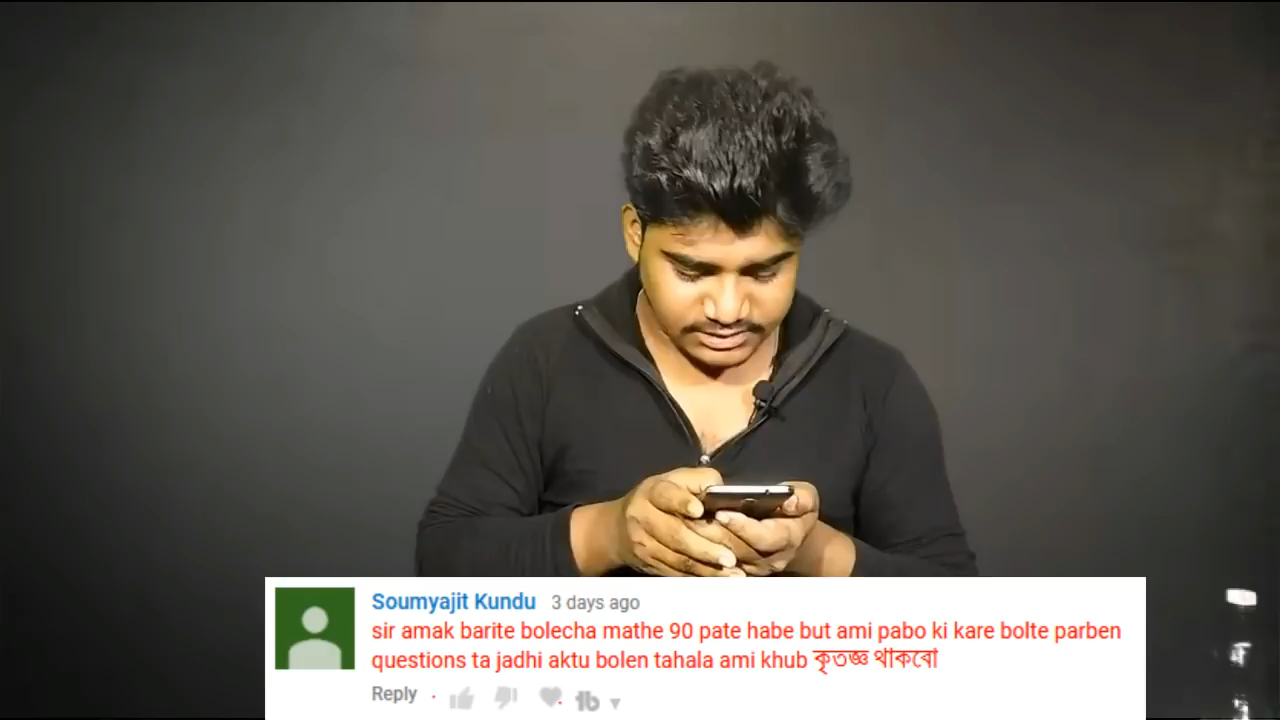 Soumyajit Kundu 3 days ago
sir amak barite bolecha mathe 90 pate habe but ami pabo ki kare bolte parben
questions ta jadhi aktu bolen tahala ami khub কৃতজ্ঞ থাকবো
Reply